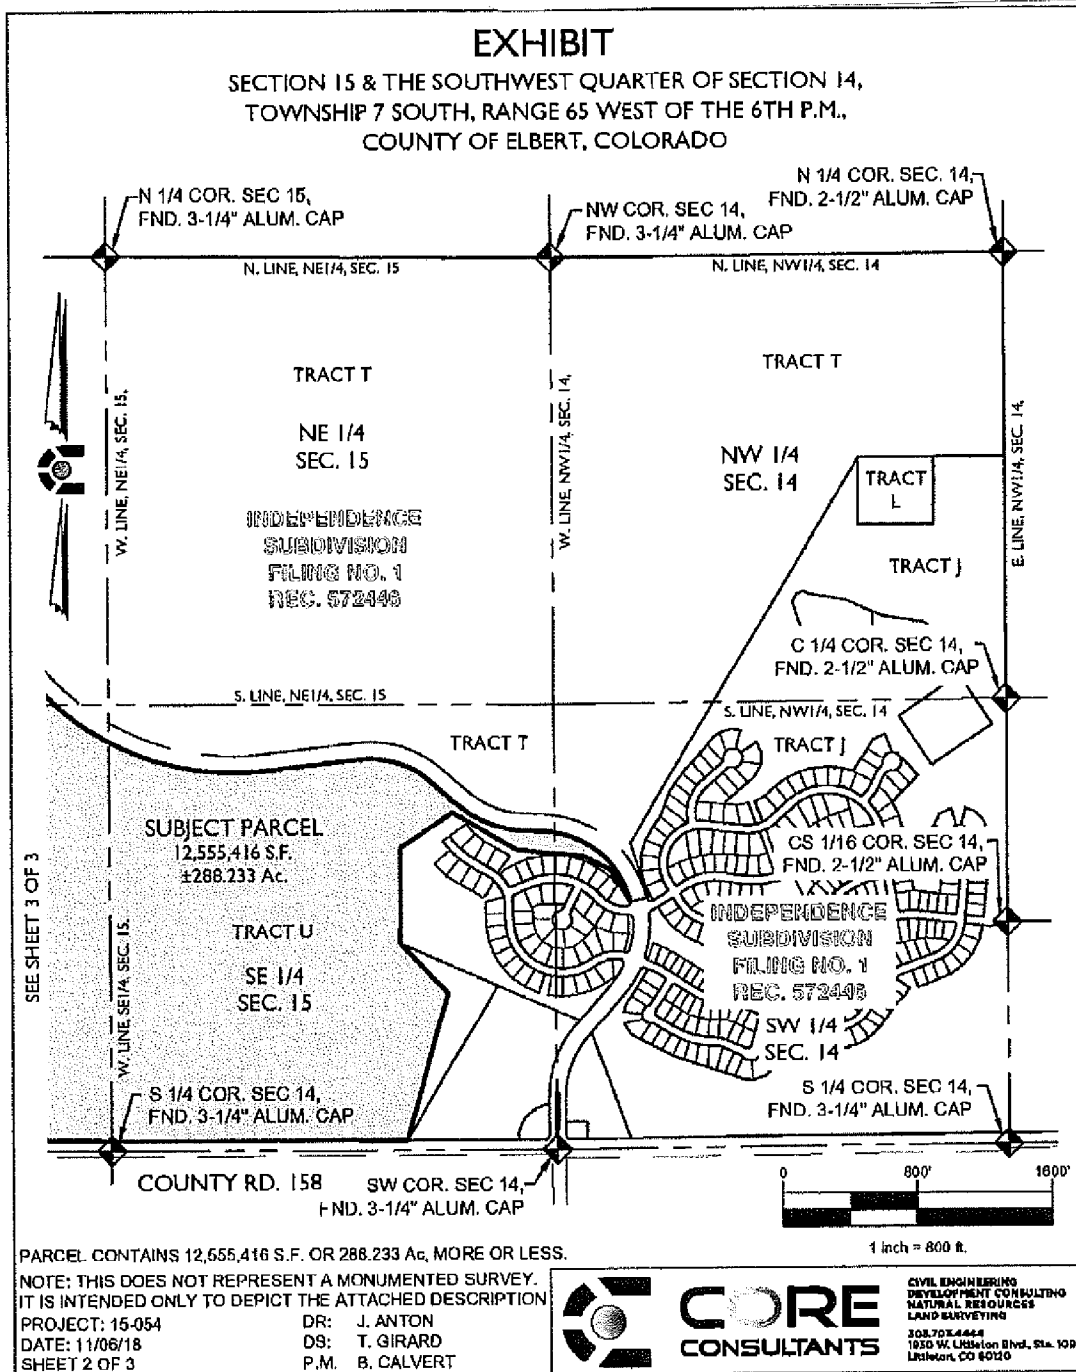 EXHIBIT
SECTION 15 & THE SOUTHWEST QUARTER OF SECTION 14,
TOWNSHIP 7 SOUTH, RANGE 65 WEST OF THE 6TH P.M.,
COUNTY OF ELBERT, COLORADO
N 1/4 COR. SEC 15,
FND. 3-1/4" ALUM. CAP
NW COR. SEC 14,
FND. 3-1/4" ALUM. CAP
N 1/4 COR. SEC. 14,
FND. 2-1/2" ALUM. CAP
N. LINE, NE1/4, SEC. 15
N. LINE, NW1/4, SEC. 14
TRACT T
NE 1/4
SEC. 15
TRACT T
NW 1/4
SEC. 14
TRACT
L
TRACT J
W. LINE, NE1/4, SEC. 15,
W. LINE, NW1/4, SEC. 14,
E. LINE, NW1/4, SEC. 14,
INDEPENDENCE
SUBDIVISION
FILING NO. 1
REC. 572446
C 1/4 COR. SEC 14,
FND. 2-1/2" ALUM. CAP
S. LINE, NE1/4, SEC. 15
S. LINE, NW1/4, SEC. 14
TRACT T
TRACT J
SUBJECT PARCEL
12,555,416 S.F.
±288.233 Ac.
CS 1/16 COR. SEC 14,
FND. 2-1/2" ALUM. CAP
TRACT U
SE 1/4
SEC. 15
INDEPENDENCE
SUBDIVISION
FILING NO. 1
REC. 572446
SW 1/4
SEC. 14
SEE SHEET 3 OF 3
W. LINE, SE1/4, SEC. 15.
S 1/4 COR. SEC 14,
FND. 3-1/4" ALUM. CAP
S 1/4 COR. SEC 14,
FND. 3-1/4" ALUM. CAP
COUNTY RD. 158
SW COR. SEC 14,
FND. 3-1/4" ALUM. CAP
0 800' 1600'
1 inch = 800 ft.
PARCEL CONTAINS 12,555,416 S.F. OR 288.233 Ac, MORE OR LESS.
NOTE: THIS DOES NOT REPRESENT A MONUMENTED SURVEY.
IT IS INTENDED ONLY TO DEPICT THE ATTACHED DESCRIPTION
PROJECT: 15-054 DR: J. ANTON
DATE: 11/06/18 DS: T. GIRARD
SHEET 2 OF 3 P.M. B. CALVERT
CORE
CONSULTANTS
CIVIL ENGINEERING
DEVELOPMENT CONSULTING
NATURAL RESOURCES
LAND SURVEYING
303.703.4444
1950 W. Littleton Blvd., Ste. 109
Littleton, CO 80120